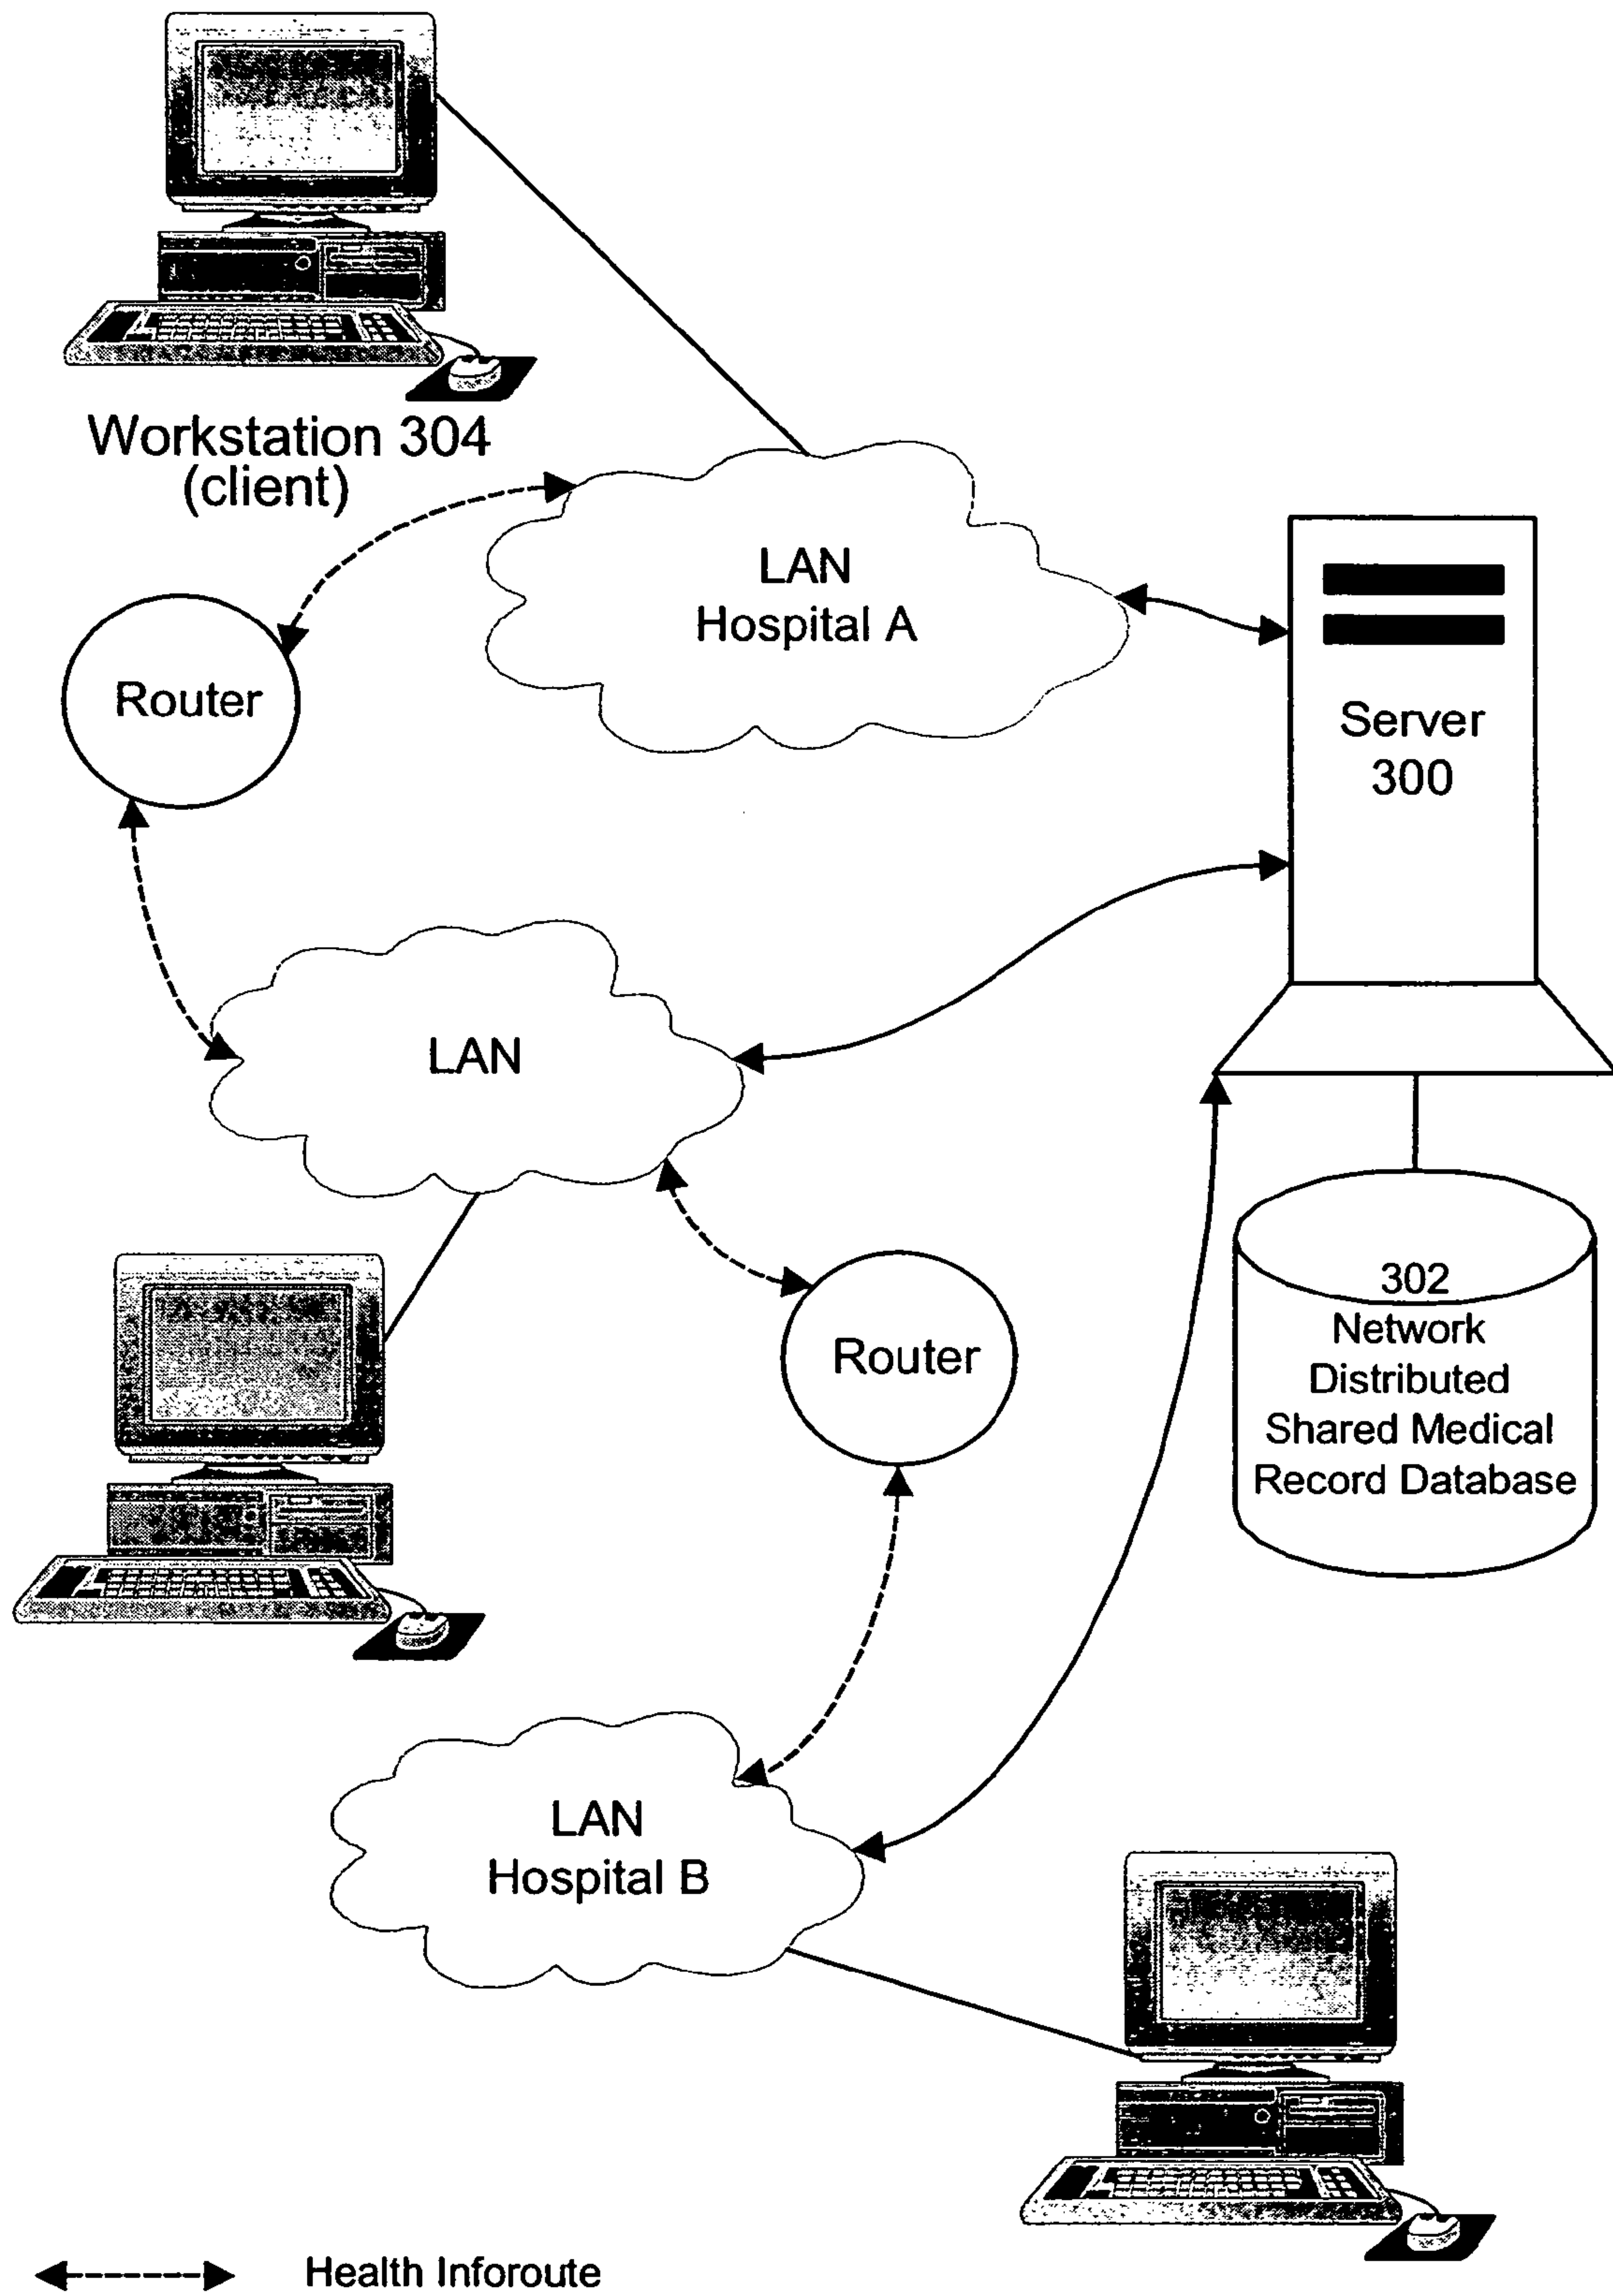 Workstation 304
(client)
LAN
Hospital A
Router
Server
300
LAN
302
Network
Distributed
Shared Medical
Record Database
Router
LAN
Hospital B
Health Inforoute